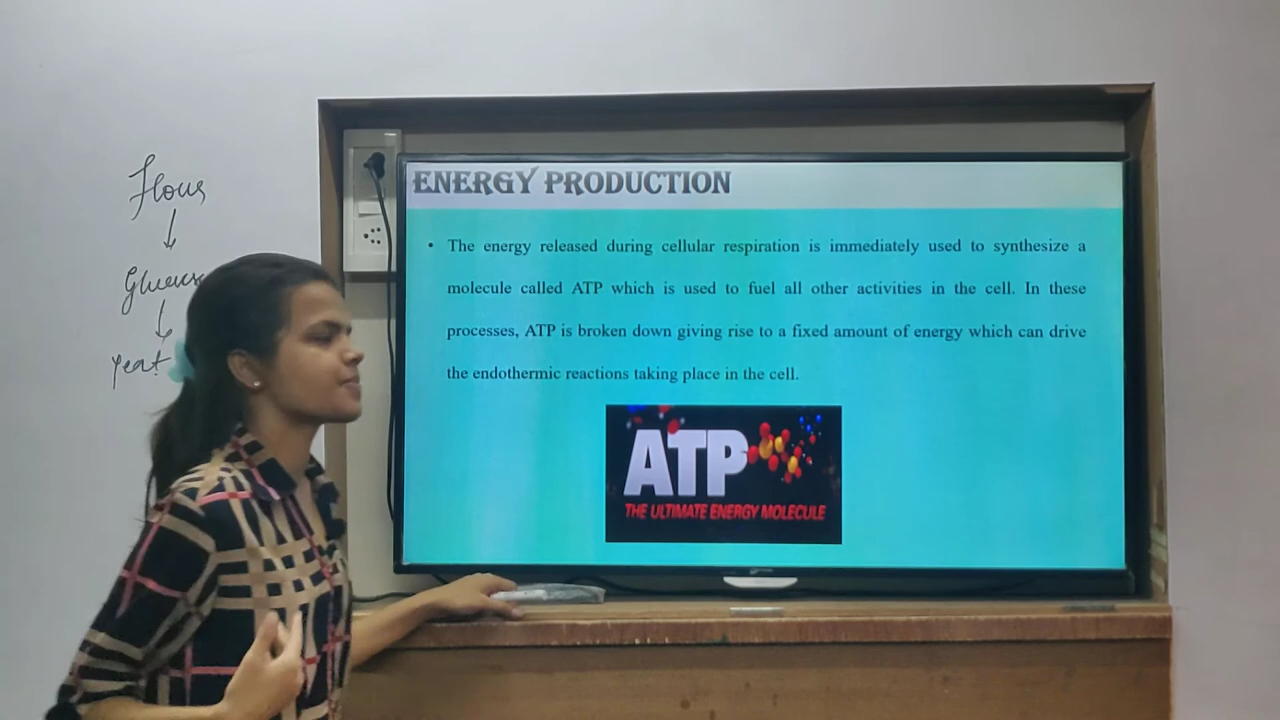 Flour
↓
Glucose
↓
Yeat
ENERGY PRODUCTION
• The energy released during cellular respiration is immediately used to synthesize a
molecule called ATP which is used to fuel all other activities in the cell. In these
processes, ATP is broken down giving rise to a fixed amount of energy which can drive
the endothermic reactions taking place in the cell.
ATP
THE ULTIMATE ENERGY MOLECULE